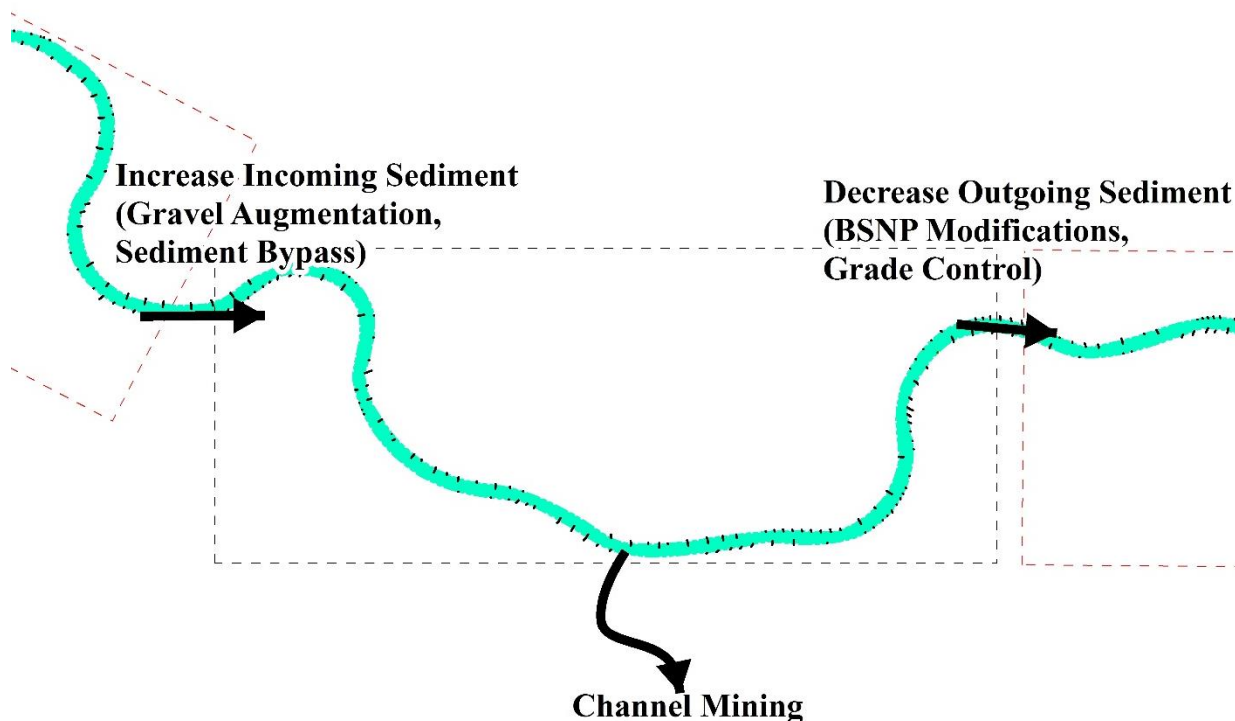 Increase Incoming Sediment
(Gravel Augmentation,
Sediment Bypass)
Decrease Outgoing Sediment
(BSNP Modifications,
Grade Control)
Channel Mining